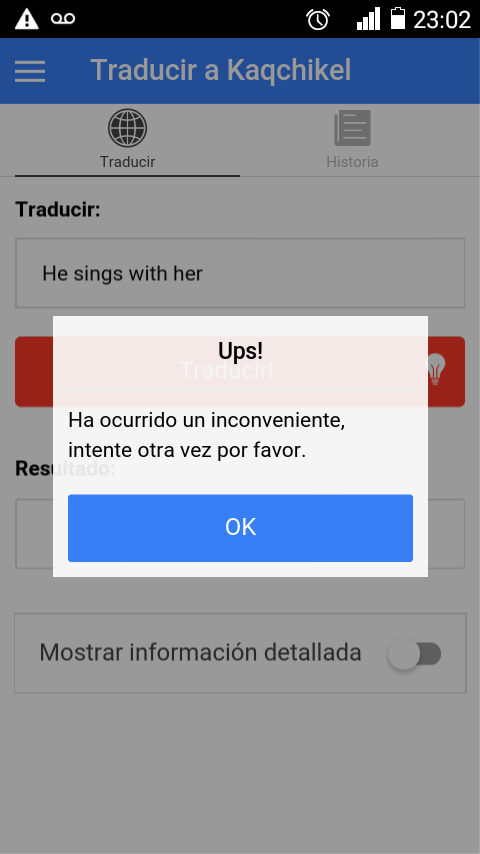 23:02
Traducir a Kaqchikel
Traducir
Historia
Traducir:
He sings with her
Traducir!
Ups!
Ha ocurrido un inconveniente,
intente otra vez por favor.
Resultado:
OK
Mostrar información detallada